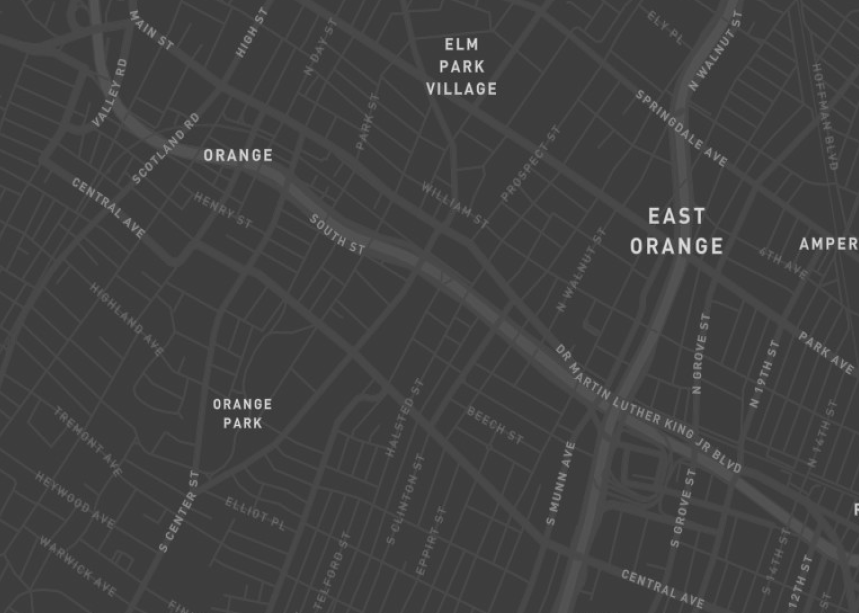 MAIN ST
HIGH ST
N DAY ST
ELM
PARK
VILLAGE
ELY PL
N WALNUT ST
VALLEY RD
PARK ST
SPRINGDALE AVE
HOFFMAN BLVD
SCOTLAND RD
ORANGE
PROSPECT ST
CENTRAL AVE
HENRY ST
WILLIAM ST
SOUTH ST
EAST
ORANGE
AMPER
4TH AVE
N WALNUT ST
HIGHLAND AVE
N GROVE ST
PARK AVE
N 19TH ST
DR MARTIN LUTHER KING JR BLVD
ORANGE
PARK
HALSTED ST
BEECH ST
N 14TH ST
TREMONT AVE
S MUNN AVE
HEYWOOD AVE
S CENTER ST
S CLINTON ST
S GROVE ST
ELLIOT PL
EPPIRT ST
WARWICK AVE
TELFORD ST
S 14TH ST
12TH ST
CENTRAL AVE